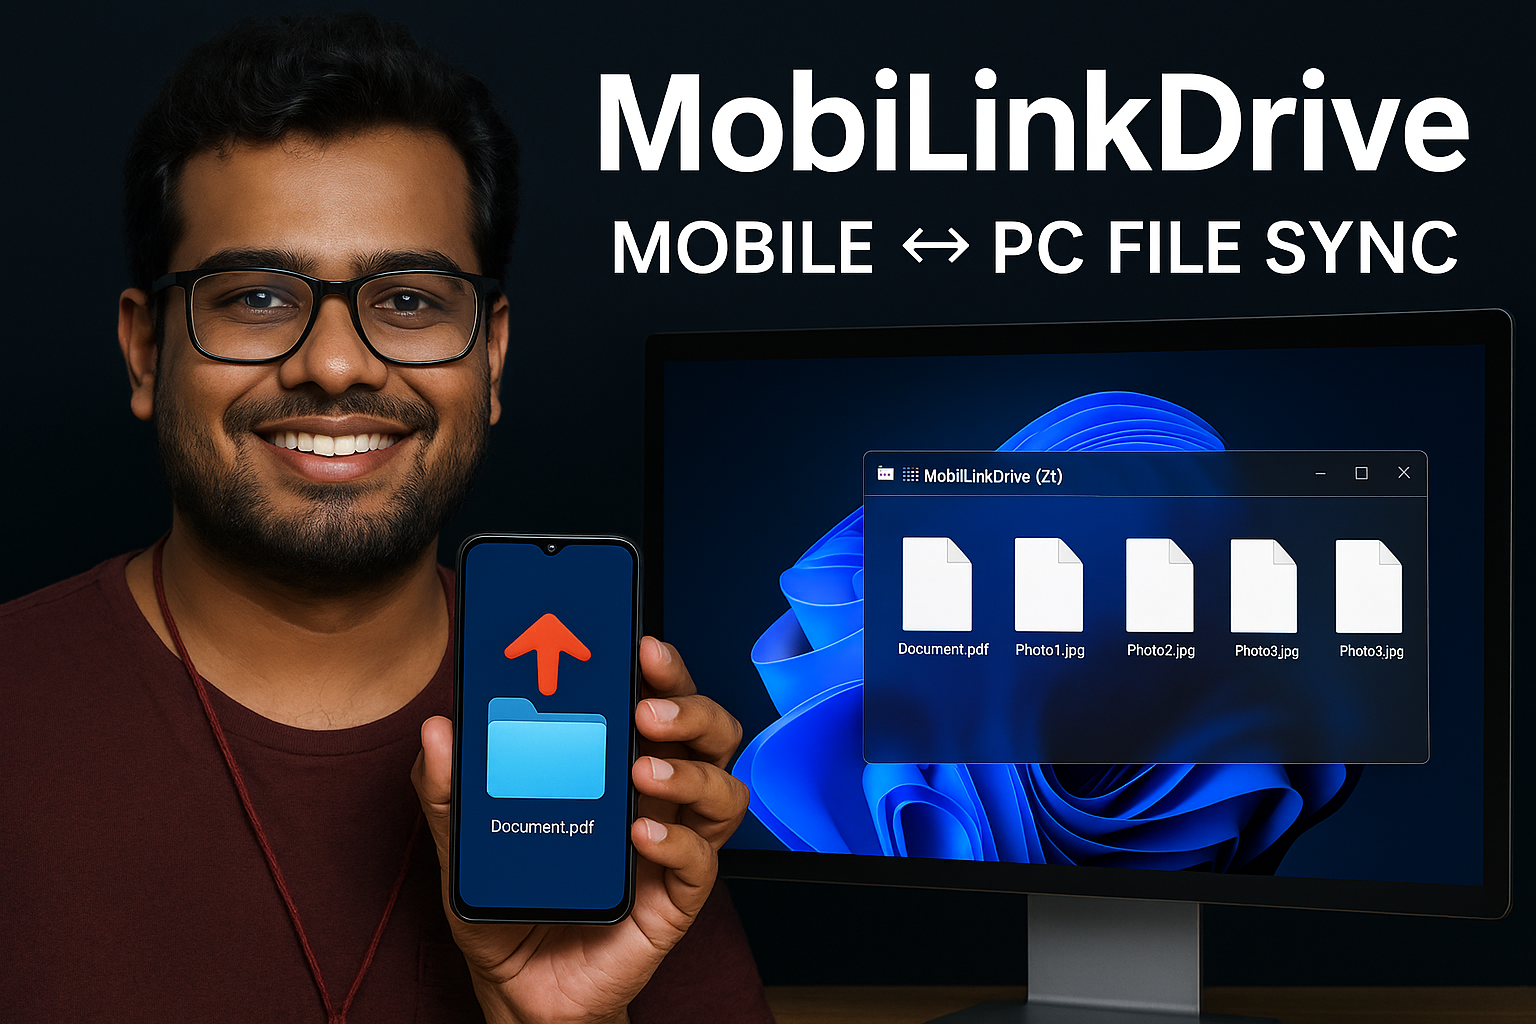 MobiLinkDrive
MOBILE ↔ PC FILE SYNC
MobilLinkDrive (Zt)
Document.pdf Photo1.jpg Photo2.jpg Photo3.jpg Photo3.jpg
Document.pdf